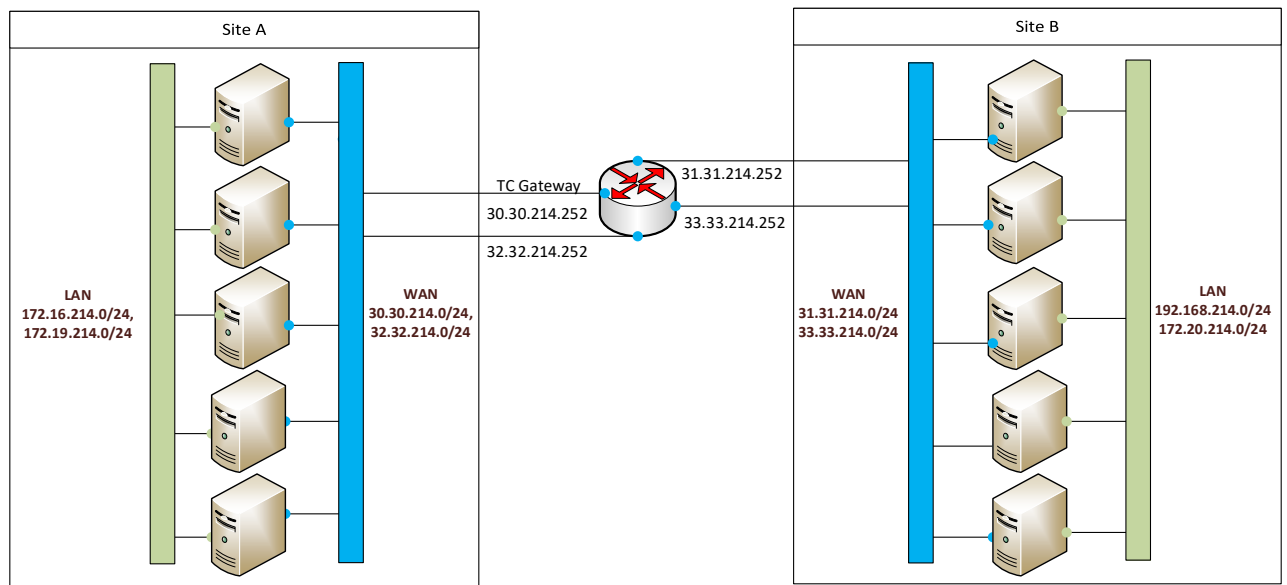 Site A
Site B
TC Gateway
30.30.214.252
32.32.214.252
31.31.214.252
33.33.214.252
LAN
172.16.214.0/24,
172.19.214.0/24
WAN
30.30.214.0/24,
32.32.214.0/24
WAN
31.31.214.0/24
33.33.214.0/24
LAN
192.168.214.0/24
172.20.214.0/24